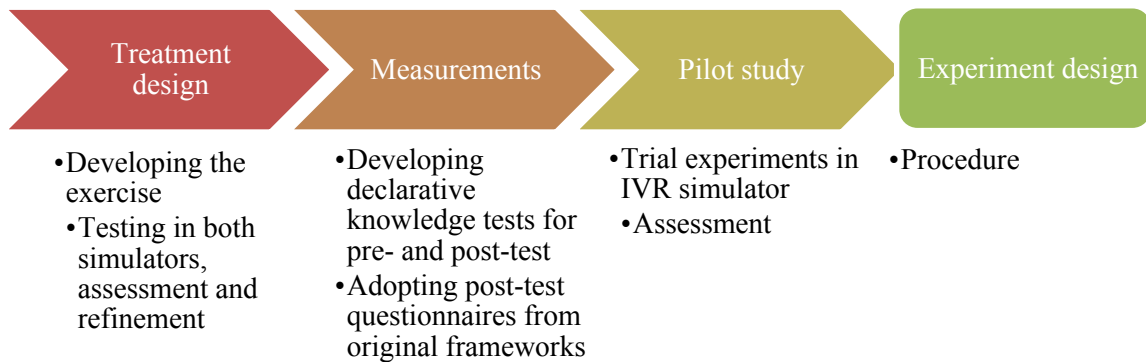 Treatment
design
•Developing the
exercise
•Testing in both
simulators,
assessment and
refinement
Measurements
•Developing
declarative
knowledge tests for
pre- and post-test
•Adopting post-test
questionnaires from
original frameworks
Pilot study
•Trial experiments in
IVR simulator
•Assessment
Experiment design
•Procedure